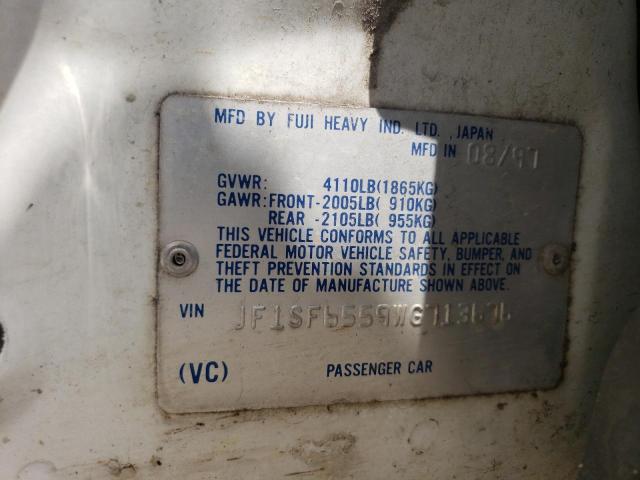 MFD BY FUJI HEAVY IND. LTD. , JAPAN
MFD IN 08/97
GVWR: 4110LB(1865KG)
GAWR:FRONT-2005LB( 910KG)
REAR -2105LB( 955KG)
THIS VEHICLE CONFORMS TO ALL APPLICABLE
FEDERAL MOTOR VEHICLE SAFETY, BUMPER, AND
THEFT PREVENTION STANDARDS IN EFFECT ON
THE DATE OF MANUFACTURE SHOWN ABOVE.
VIN JF1SF6559WG713676
(VC) PASSENGER CAR